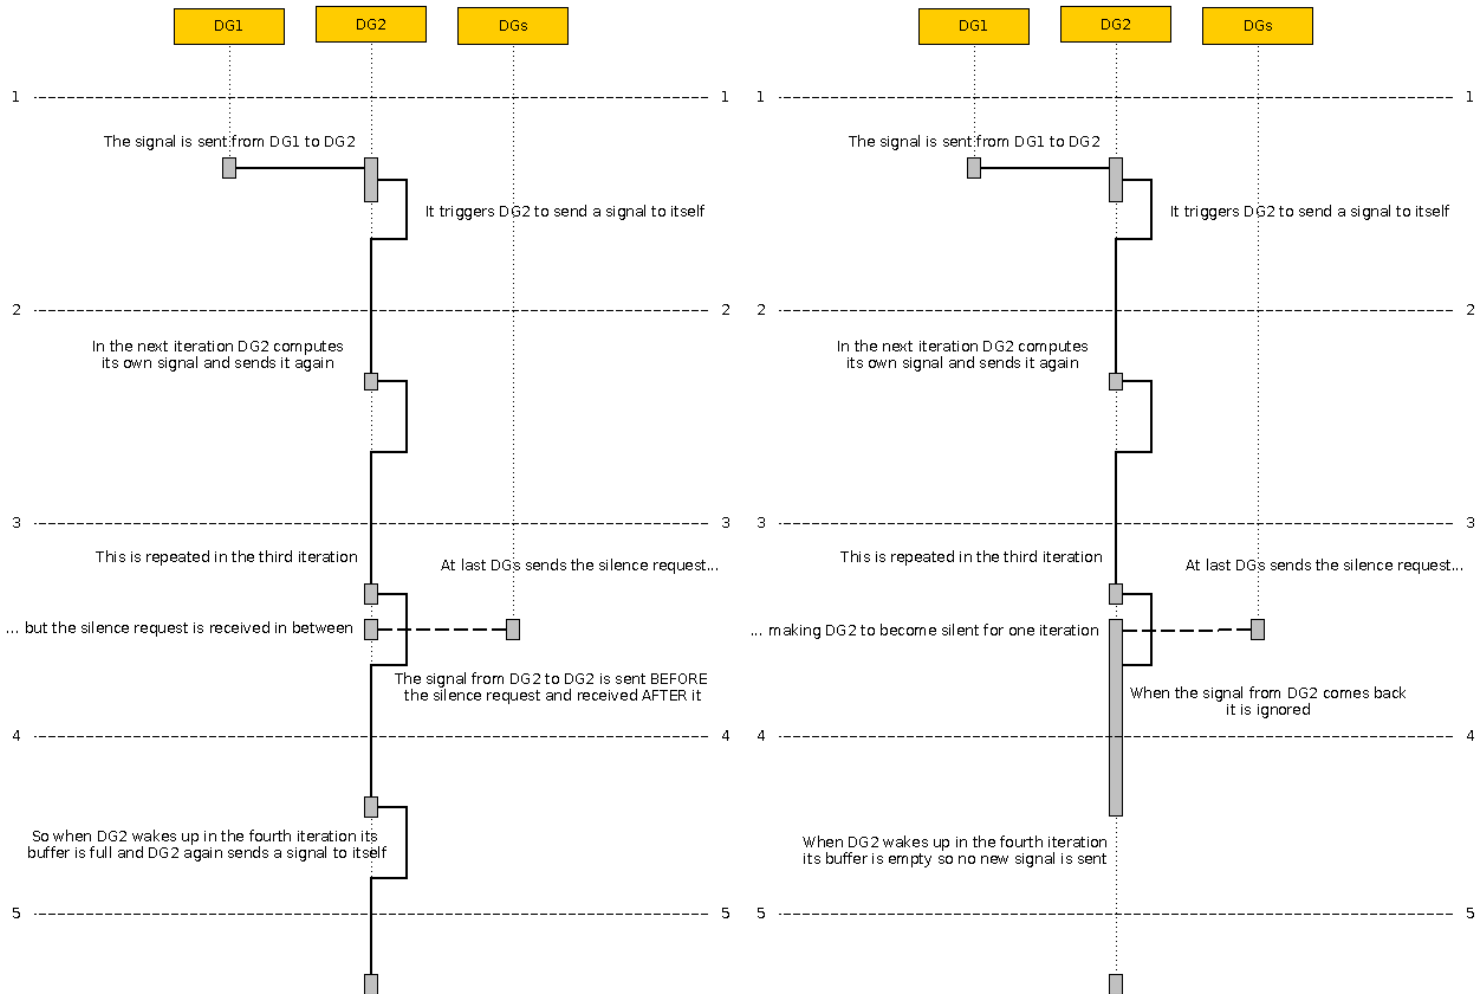 DG1
DG2
DGs
1
1
The signal is sent from DG1 to DG2
It triggers DG2 to send a signal to itself
2
2
In the next iteration DG2 computes
its own signal and sends it again
3
3
This is repeated in the third iteration
At last DGs sends the silence request...
... but the silence request is received in between
The signal from DG2 to DG2 is sent BEFORE
the silence request and received AFTER it
4
4
So when DG2 wakes up in the fourth iteration its
buffer is full and DG2 again sends a signal to itself
5
5
DG1
DG2
DGs
1
1
The signal is sent from DG1 to DG2
It triggers DG2 to send a signal to itself
2
2
In the next iteration DG2 computes
its own signal and sends it again
3
3
This is repeated in the third iteration
At last DGs sends the silence request...
... making DG2 to become silent for one iteration
When the signal from DG2 comes back
it is ignored
4
4
When DG2 wakes up in the fourth iteration
its buffer is empty so no new signal is sent
5
5